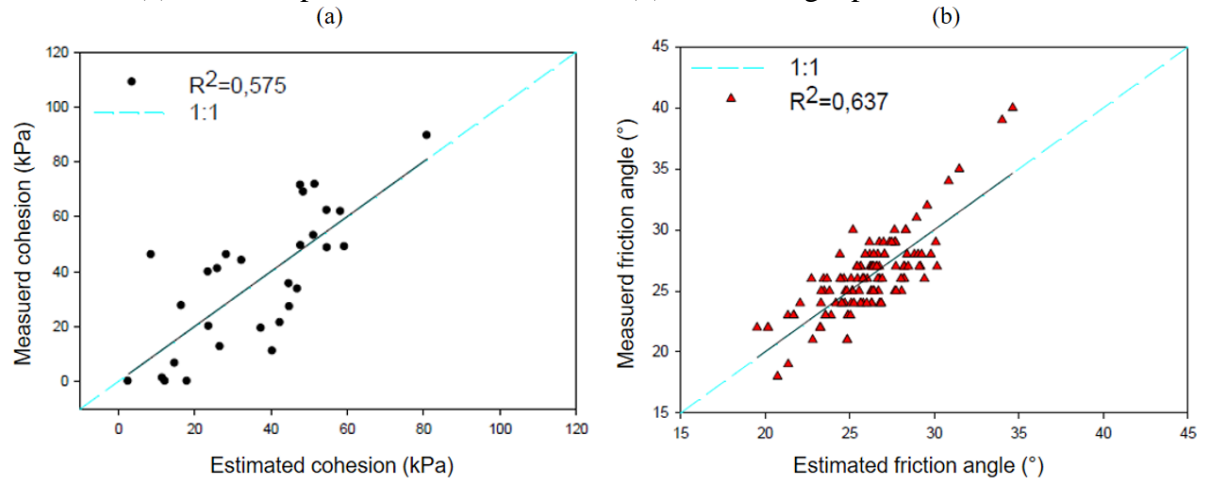 (a)
(b)
R2=0,575
1:1
120
100
80
60
40
20
0
Measuerd cohesion (kPa)
0 20 40 60 80 100 120
Estimated cohesion (kPa)
1:1
R2=0,637
45
40
35
30
25
20
15
Measuerd friction angle (°)
15 20 25 30 35 40 45
Estimated friction angle (°)